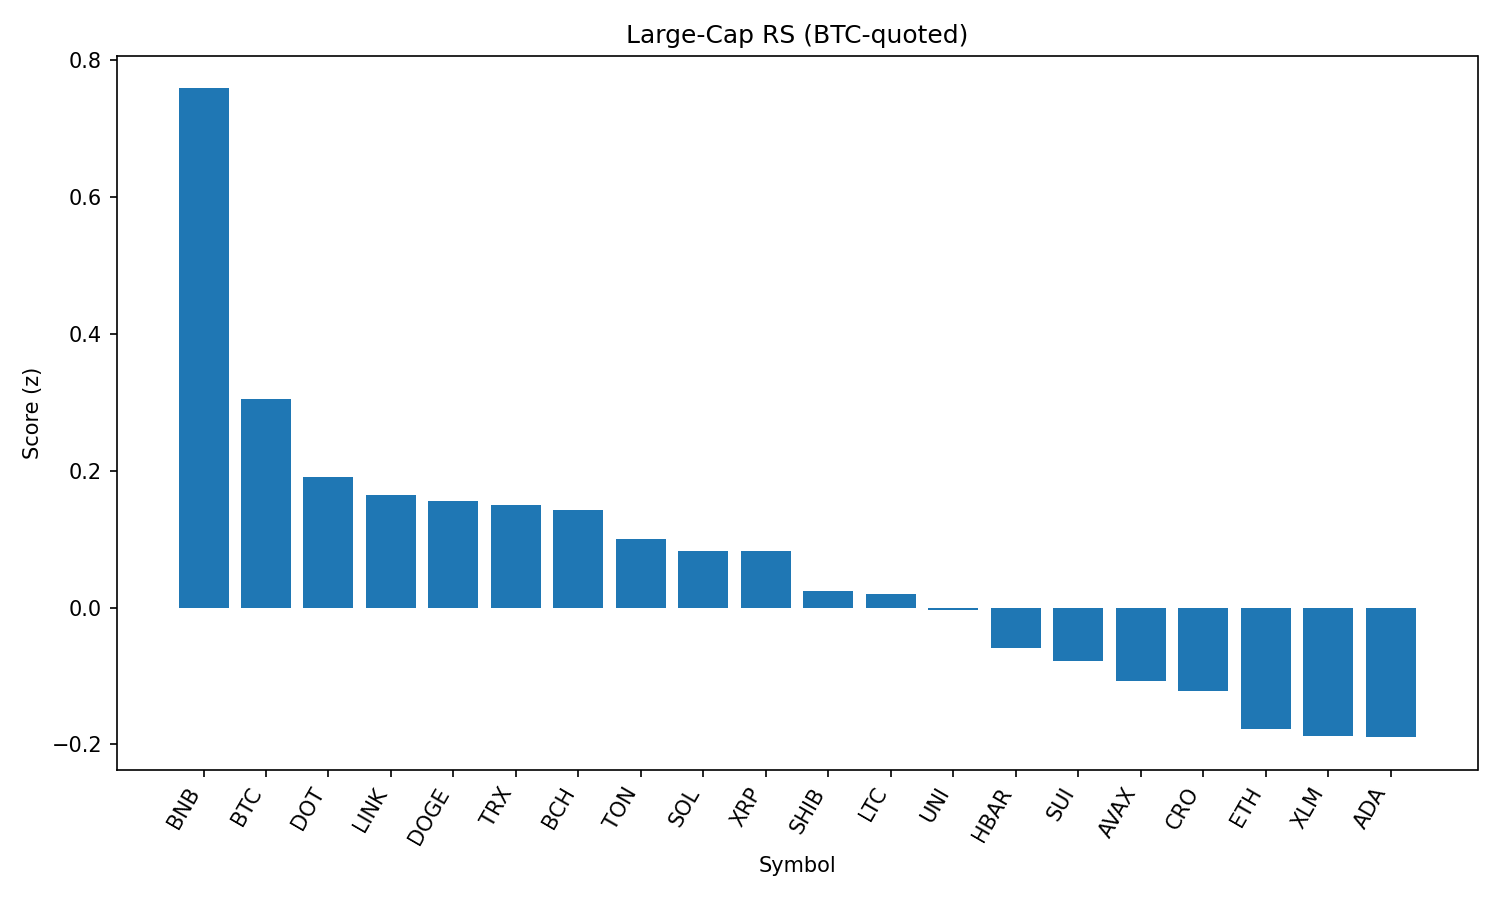 Large-Cap RS (BTC-quoted)
0.8
0.6
0.4
0.2
0.0
−0.2
Score (z)
BNB
BTC
DOT
LINK
DOGE
TRX
BCH
TON
SOL
XRP
SHIB
LTC
UNI
HBAR
SUI
AVAX
CRO
ETH
XLM
ADA
Symbol